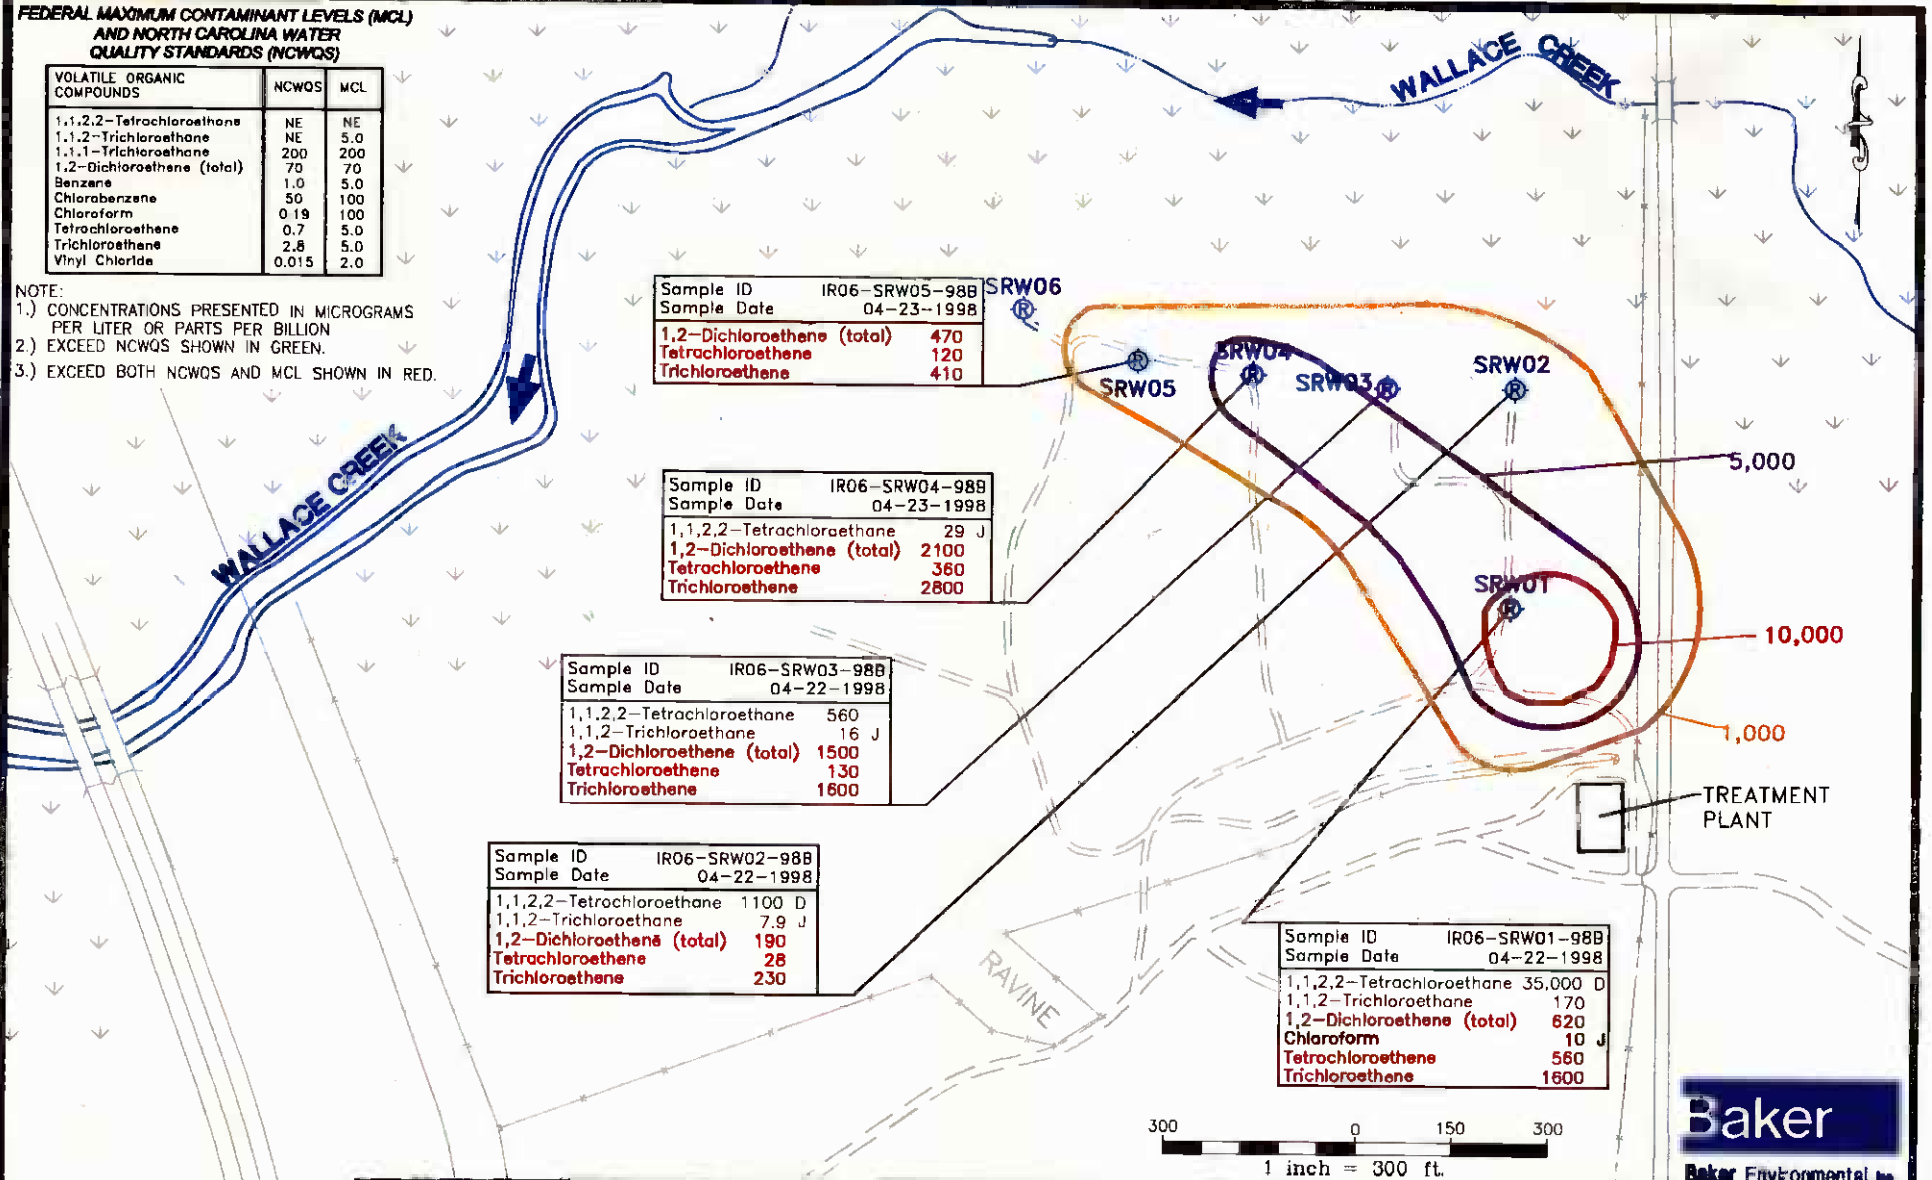 FEDERAL MAXIMUM CONTAMINANT LEVELS (MCL)
AND NORTH CAROLINA WATER
QUALITY STANDARDS (NCWQS)
VOLATILE ORGANIC COMPOUNDS NCWQS MCL
1,1,2,2-Tetrachloroethane NE NE
1,1,2-Trichloroethane NE 5.0
1,1,1-Trichloroethane 200 200
1,2-Dichloroethene (total) 70 70
Benzene 1.0 5.0
Chlorobenzene 50 100
Chloroform 0.19 100
Tetrachloroethene 0.7 5.0
Trichloroethene 2.8 5.0
Vinyl Chloride 0.015 2.0
NOTE:
1.) CONCENTRATIONS PRESENTED IN MICROGRAMS
PER LITER OR PARTS PER BILLION
2.) EXCEED NCWQS SHOWN IN GREEN.
3.) EXCEED BOTH NCWQS AND MCL SHOWN IN RED.
WALLACE CREEK
WALLACE CREEK
Sample ID IR06-SRW05-98B
Sample Date 04-23-1998
1,2-Dichloroethene (total) 470
Tetrachloroethene 120
Trichloroethene 410
SRW06
SRW05
SRW04
SRW03
SRW02
SRW01
5,000
10,000
1,000
Sample ID IR06-SRW04-98B
Sample Date 04-23-1998
1,1,2,2-Tetrachloroethane 29 J
1,2-Dichloroethene (total) 2100
Tetrachloroethene 360
Trichloroethene 2800
Sample ID IR06-SRW03-98B
Sample Date 04-22-1998
1,1,2,2-Tetrachloroethane 560
1,1,2-Trichloroethane 16 J
1,2-Dichloroethene (total) 1500
Tetrachloroethene 130
Trichloroethene 1600
TREATMENT
PLANT
Sample ID IR06-SRW02-98B
Sample Date 04-22-1998
1,1,2,2-Tetrachloroethane 1100 D
1,1,2-Trichloroethane 7.9 J
1,2-Dichloroethene (total) 190
Tetrachloroethene 28
Trichloroethene 230
RAVINE
Sample ID IR06-SRW01-98B
Sample Date 04-22-1998
1,1,2,2-Tetrachloroethane 35,000 D
1,1,2-Trichloroethane 170
1,2-Dichloroethene (total) 620
Chloroform 10 J
Tetrachloroethene 560
Trichloroethene 1600
300 0 150 300
1 inch = 300 ft.
Baker
Baker Environmental, Inc.